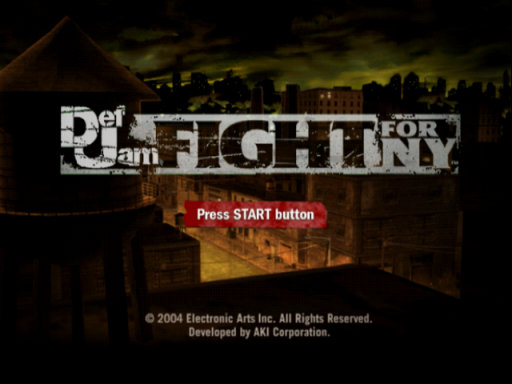 Def Jam FIGHT FOR NY
Press START button
© 2004 Electronic Arts Inc. All Rights Reserved.
Developed by AKI Corporation.